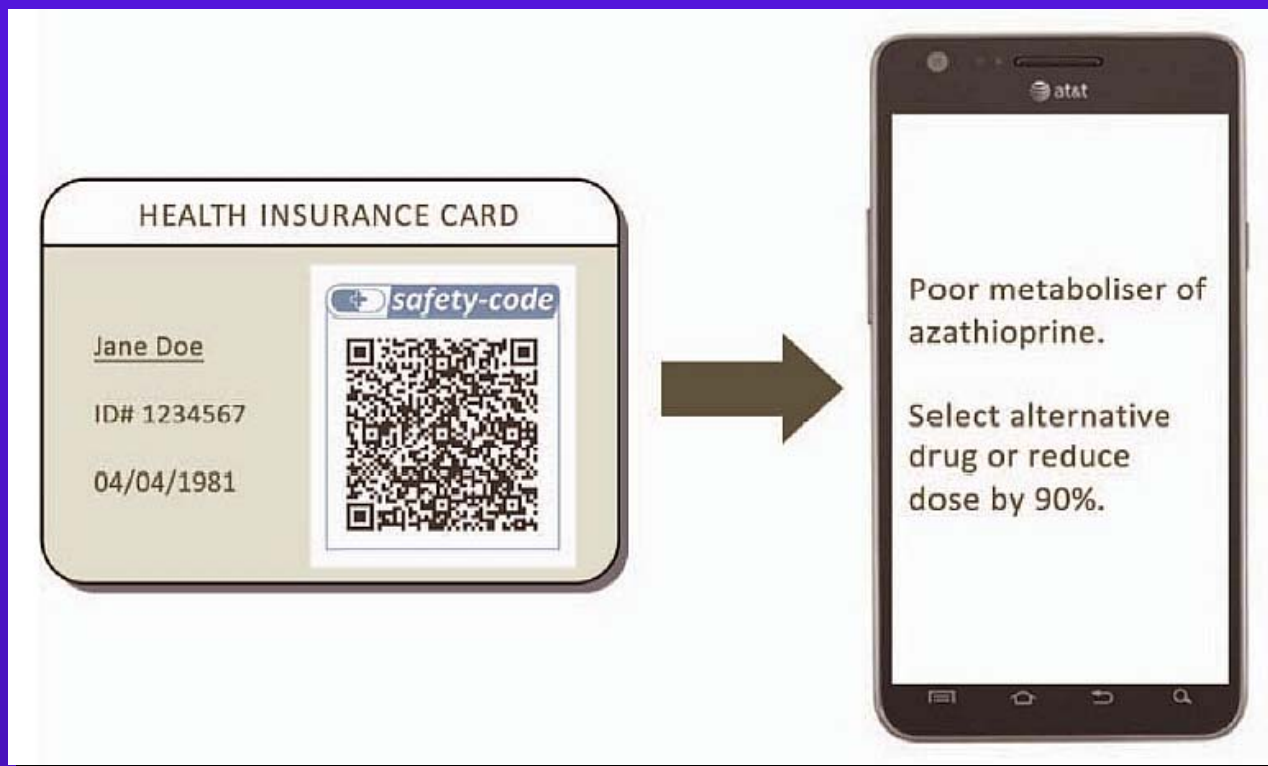 HEALTH INSURANCE CARD
safety-code
Jane Doe
ID# 1234567
04/04/1981
at&t
Poor metaboliser of
azathioprine.
Select alternative
drug or reduce
dose by 90%.